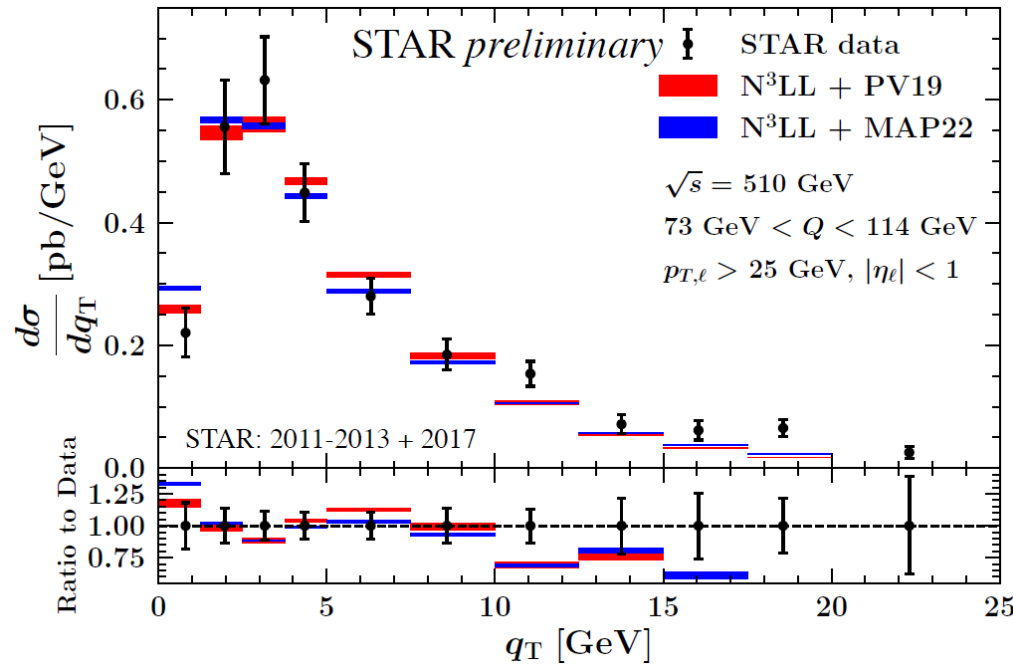 STAR preliminary
STAR data
N³LL + PV19
N³LL + MAP22
√s = 510 GeV
73 GeV < Q < 114 GeV
p_{T,ℓ} > 25 GeV, |η_ℓ| < 1
dσ/dq_T [pb/GeV]
0.6
0.4
0.2
0.0
STAR: 2011-2013 + 2017
Ratio to Data
1.25
1.00
0.75
0 5 10 15 20 25
q_T [GeV]